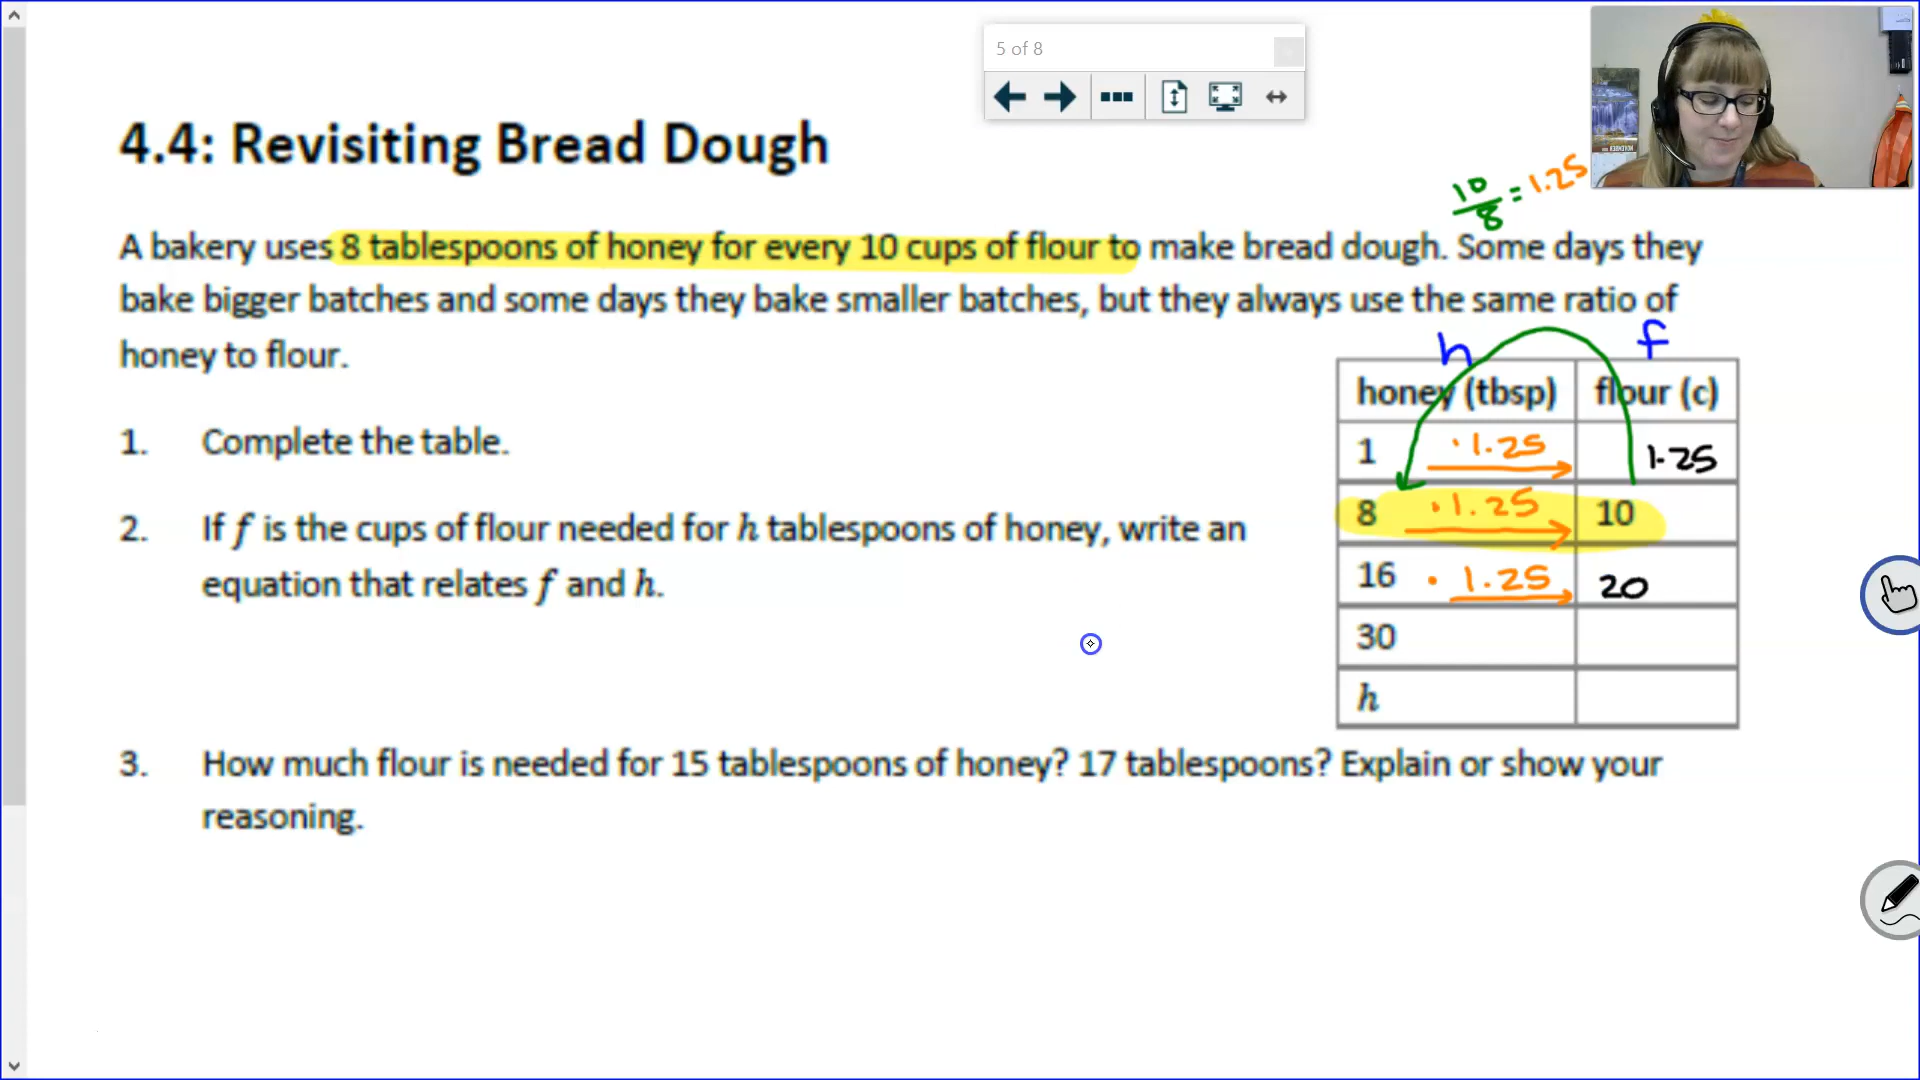 5 of 8
4.4: Revisiting Bread Dough
10/8 = 1.25
A bakery uses 8 tablespoons of honey for every 10 cups of flour to make bread dough. Some days they
bake bigger batches and some days they bake smaller batches, but they always use the same ratio of
honey to flour.
h f
honey (tbsp) flour (c)
1 · 1.25 1.25
8 · 1.25 10
16 · 1.25 20
30
h
1. Complete the table.
2. If f is the cups of flour needed for h tablespoons of honey, write an
equation that relates f and h.
3. How much flour is needed for 15 tablespoons of honey? 17 tablespoons? Explain or show your
reasoning.